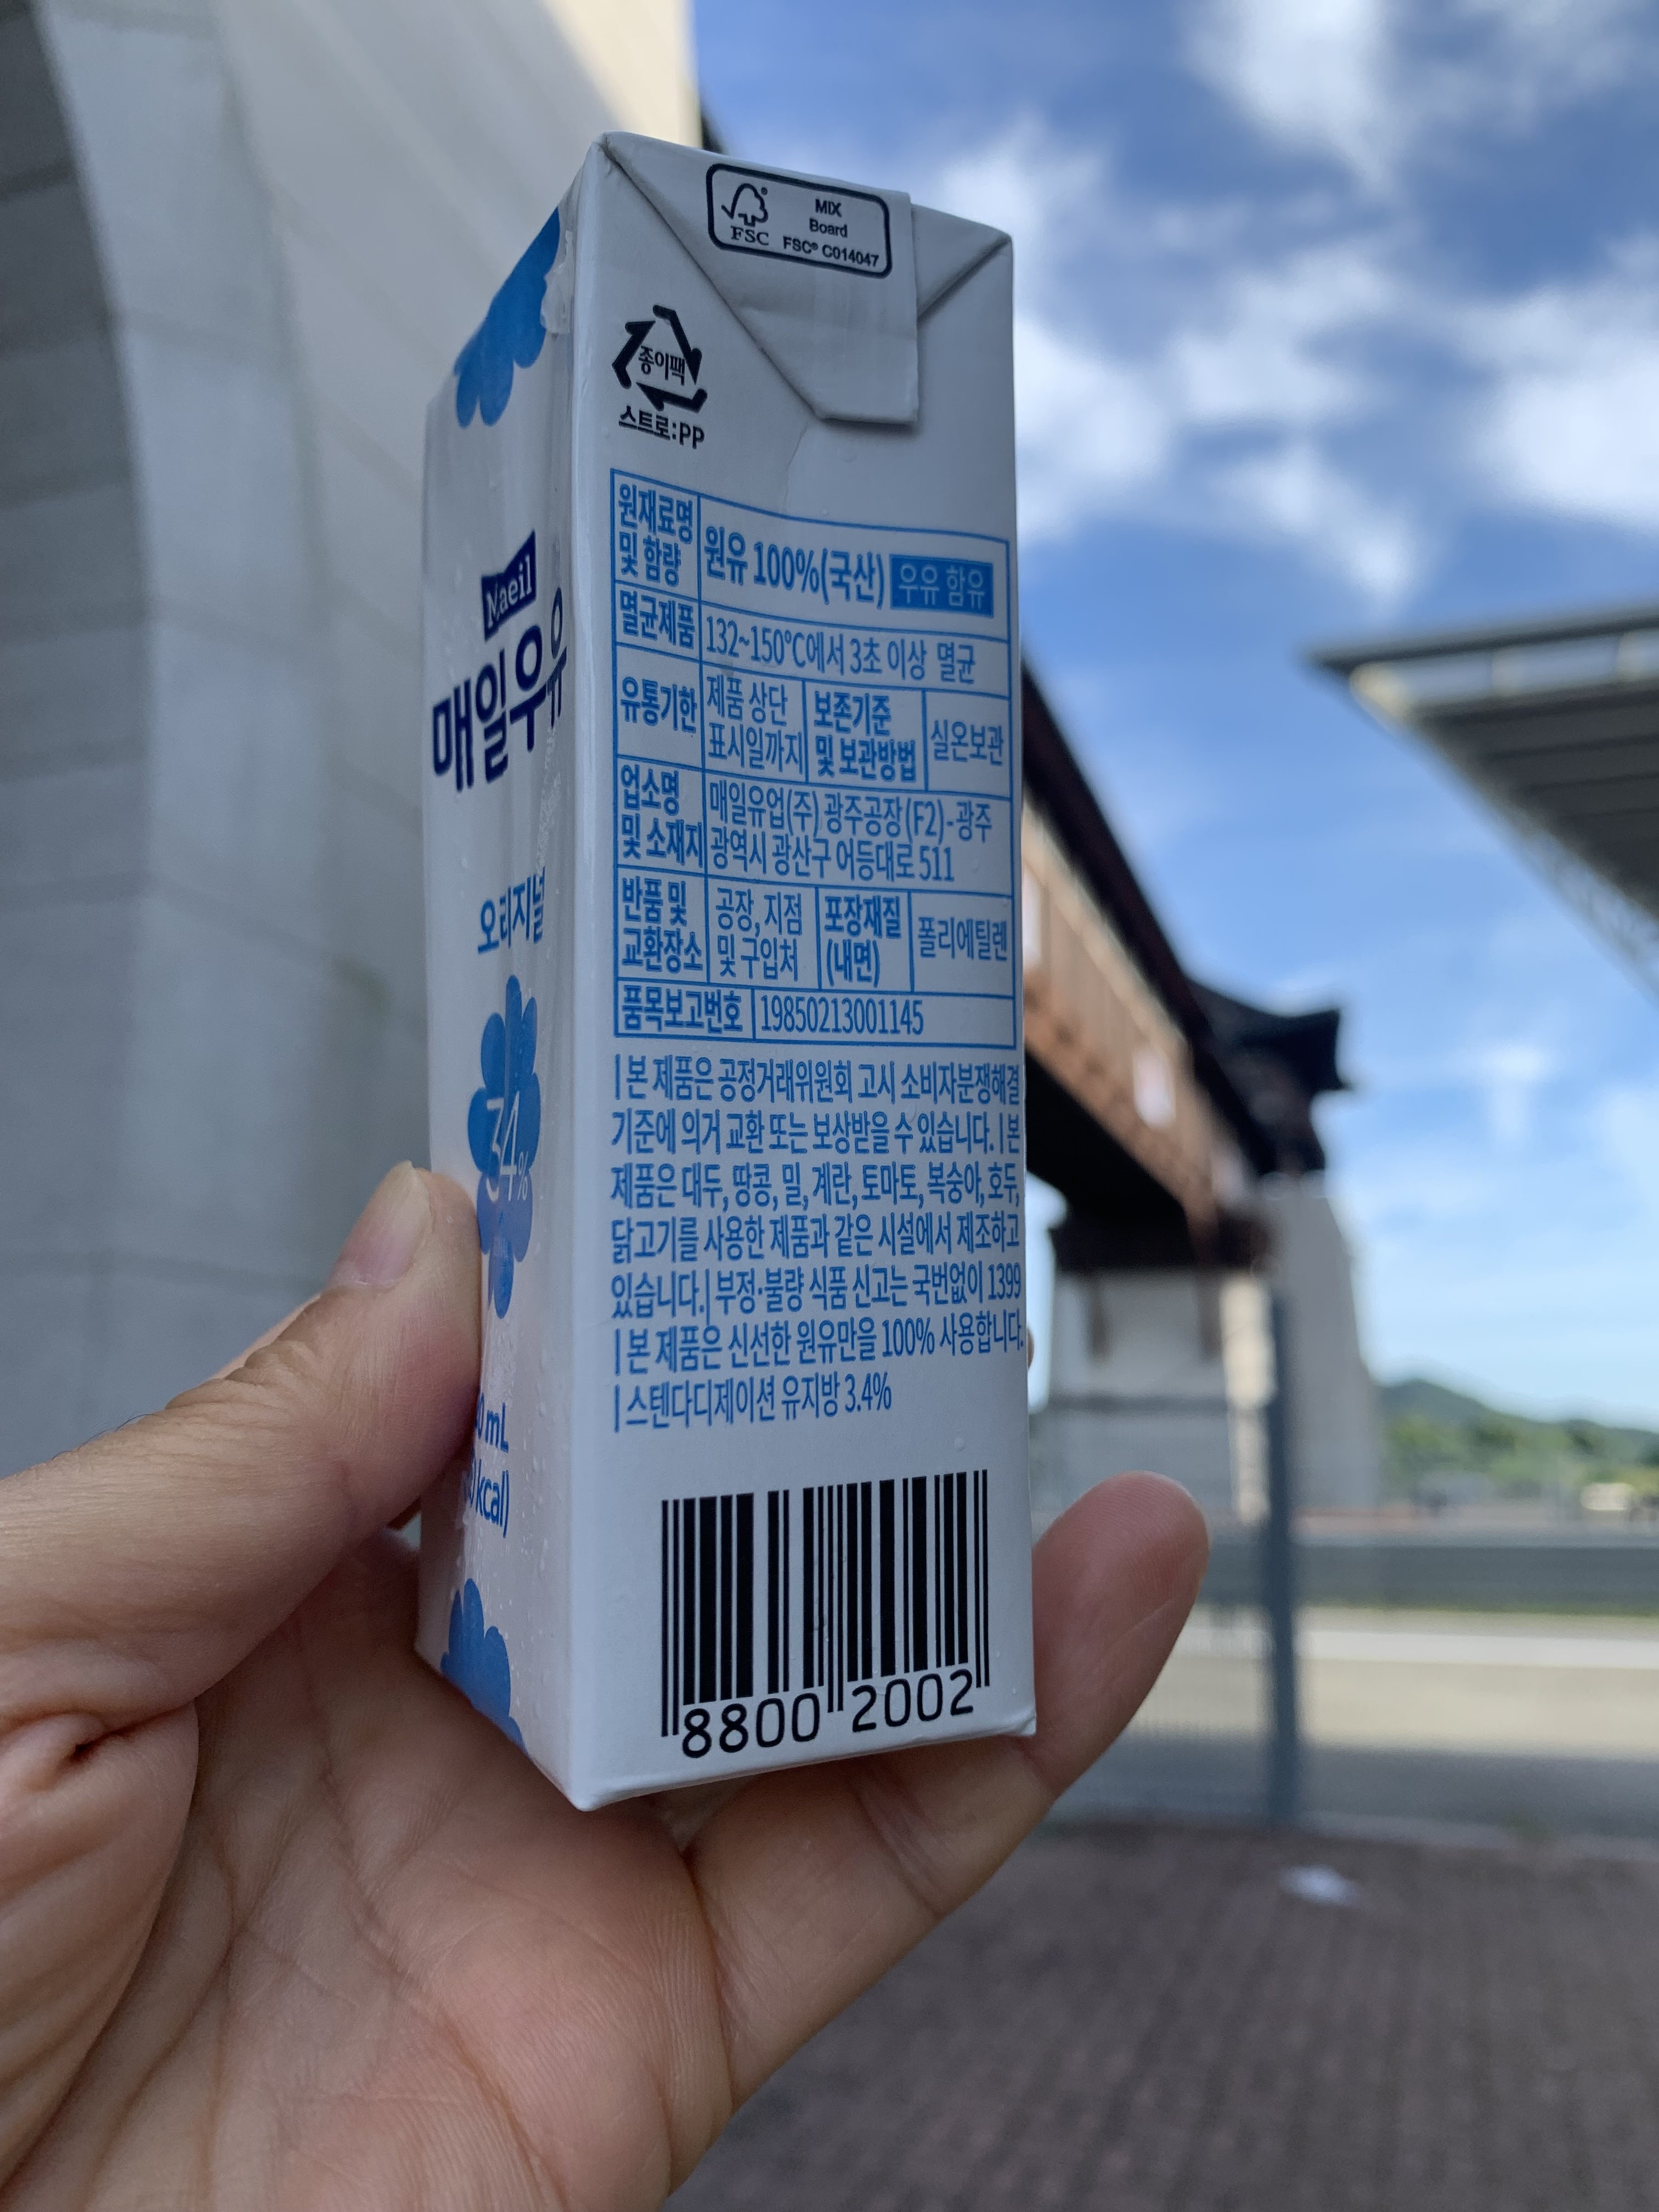 MIX
Board
FSC FSC® C014047
종이팩
스트로:PP
Maeil
매일우유
오리지널
3.4%
mL
kcal)
원재료명
및 함량
원유 100%(국산) 우유 함유
멸균제품
132~150℃에서 3초 이상 멸균
유통기한
제품 상단
표시일까지
보존기준
및 보관방법
실온보관
업소명
및 소재지
매일유업(주) 광주공장(F2)-광주
광역시 광산구 어등대로 511
반품 및
교환장소
공장, 지점
및 구입처
포장재질
(내면)
폴리에틸렌
품목보고번호
19850213001145
| 본 제품은 공정거래위원회 고시 소비자분쟁해결
기준에 의거 교환 또는 보상받을 수 있습니다. | 본
제품은 대두, 땅콩, 밀, 계란, 토마토, 복숭아, 호두,
닭고기를 사용한 제품과 같은 시설에서 제조하고
있습니다. | 부정·불량 식품 신고는 국번없이 1399
| 본 제품은 신선한 원유만을 100% 사용합니다.
| 스텐다디제이션 유지방 3.4%
8800 2002